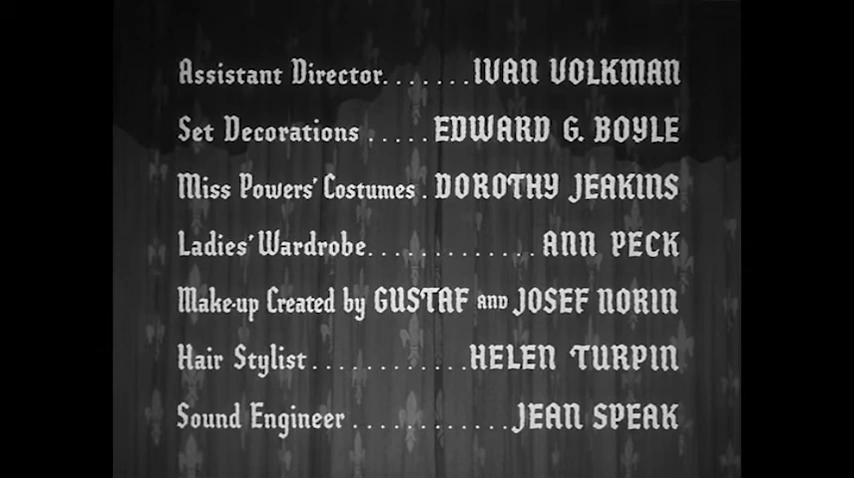 Assistant Director.......IVAN VOLKMAN
Set Decorations .....EDWARD G. BOYLE
Miss Powers' Costumes .DOROTHY JEAKINS
Ladies' Wardrobe............. ANN PECK
Make-up Created by GUSTAF AND JOSEF NORIN
Hair Stylist............HELEN TURPIN
Sound Engineer ............JEAN SPEAK